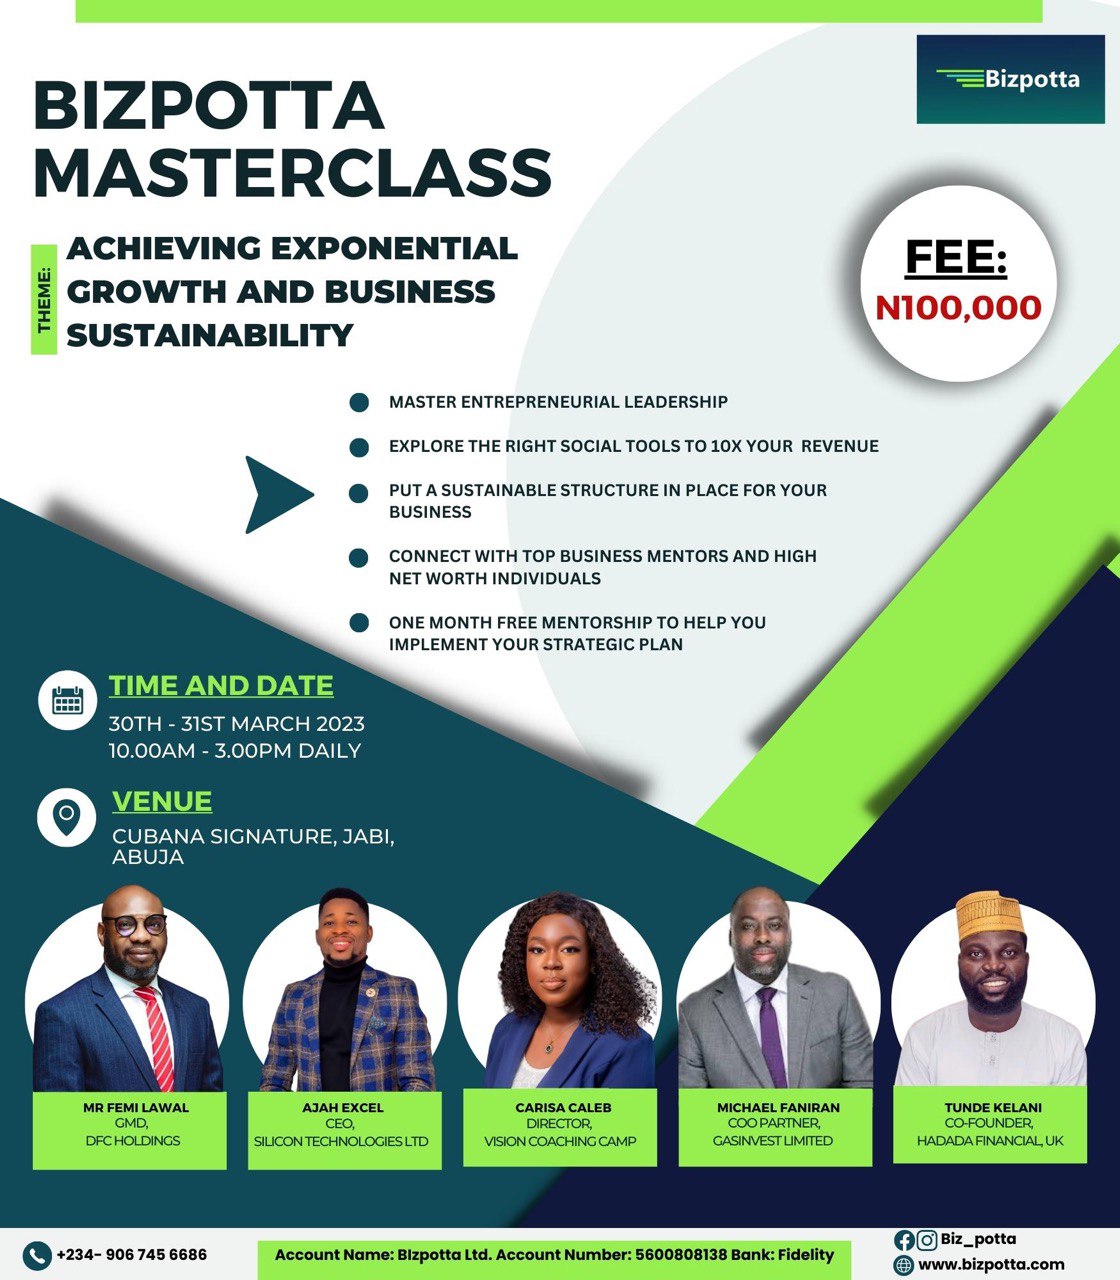 Bizpotta
BIZPOTTA
MASTERCLASS
THEME:
ACHIEVING EXPONENTIAL
GROWTH AND BUSINESS
SUSTAINABILITY
FEE:
N100,000
MASTER ENTREPRENEURIAL LEADERSHIP
EXPLORE THE RIGHT SOCIAL TOOLS TO 10X YOUR REVENUE
PUT A SUSTAINABLE STRUCTURE IN PLACE FOR YOUR
BUSINESS
CONNECT WITH TOP BUSINESS MENTORS AND HIGH
NET WORTH INDIVIDUALS
ONE MONTH FREE MENTORSHIP TO HELP YOU
IMPLEMENT YOUR STRATEGIC PLAN
TIME AND DATE
30TH - 31ST MARCH 2023
10.00AM - 3.00PM DAILY
VENUE
CUBANA SIGNATURE, JABI,
ABUJA
MR FEMI LAWAL
GMD,
DFC HOLDINGS
AJAH EXCEL
CEO,
SILICON TECHNOLOGIES LTD
CARISA CALEB
DIRECTOR,
VISION COACHING CAMP
MICHAEL FANIRAN
COO PARTNER,
GASINVEST LIMITED
TUNDE KELANI
CO-FOUNDER,
HADADA FINANCIAL, UK
+234- 906 745 6686
Account Name: BIzpotta Ltd. Account Number: 5600808138 Bank: Fidelity
Biz_potta
www.bizpotta.com